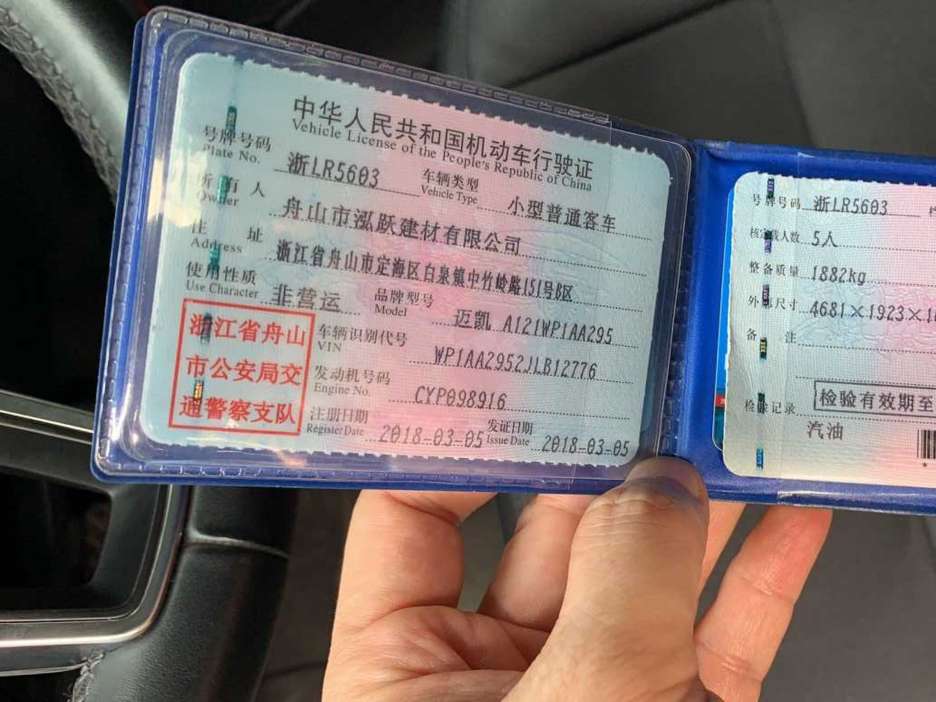 中华人民共和国机动车行驶证
Vehicle License of the People's Republic of China
号牌号码 浙LR5603 车辆类型 小型普通客车
Plate No. Vehicle Type
所有人 舟山市泓跃建材有限公司
Owner
住 址 浙江省舟山市定海区白泉镇中竹岭路151号B区
Address
使用性质 非营运 品牌型号 迈凯 A121WP1AA295
Use Character Model
浙江省舟山
市公安局交
通警察支队
车辆识别代号 WP1AA2952JLB12776
VIN
发动机号码 CYP098916
Engine No.
注册日期 2018-03-05 发证日期 2018-03-05
Register Date Issue Date
号牌号码 浙LR5603
核定载人数 5人
整备质量 1882kg
外廓尺寸 4681×1923×1
备 注
检验记录 检验有效期至
汽油